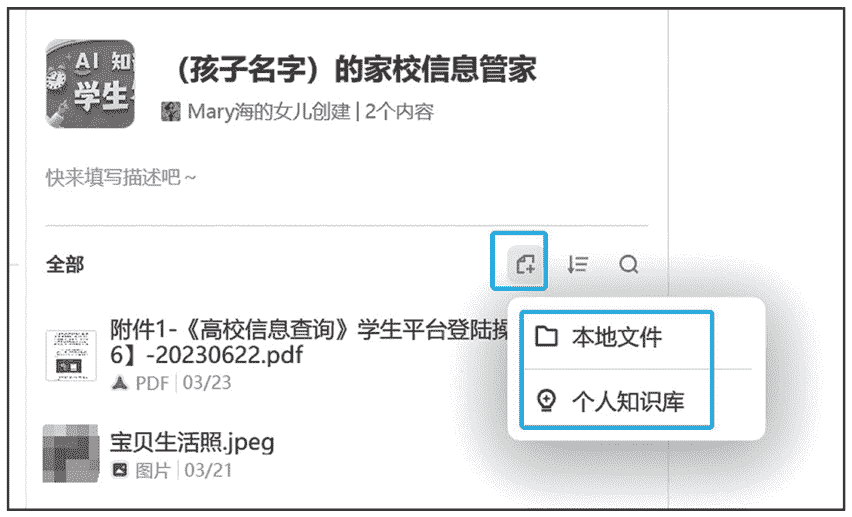 AI 知
学生
（孩子名字）的家校信息管家
Mary海的女儿创建 | 2个内容
快来填写描述吧～
全部
附件1-《高校信息查询》学生平台登陆操
6】-20230622.pdf
PDF | 03/23
宝贝生活照.jpeg
图片 | 03/21
本地文件
个人知识库